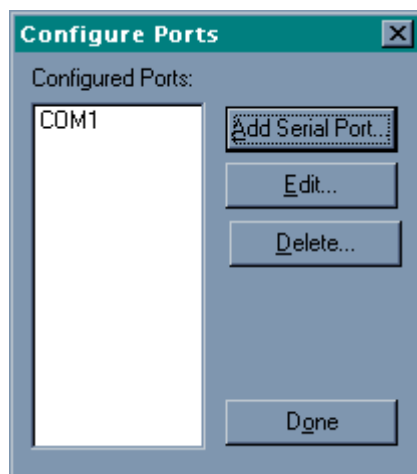 Configure Ports
Configured Ports:
COM1
Add Serial Port...
Edit...
Delete...
Done